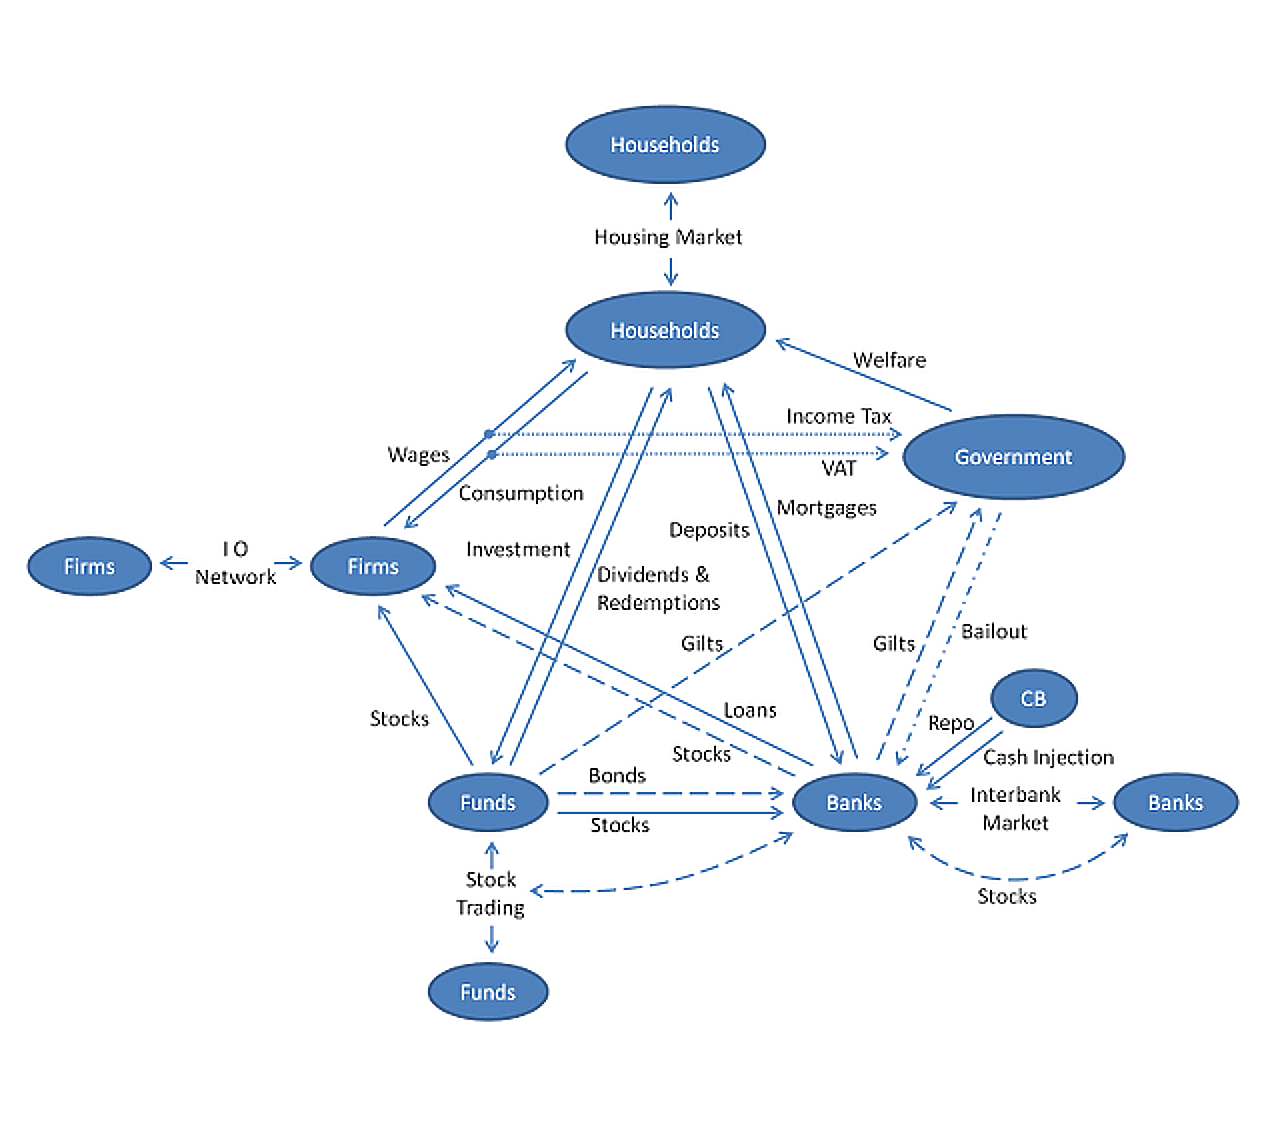 Households
Housing Market
Households
Welfare
Income Tax
Wages
Government
VAT
Consumption
Mortgages
Deposits
Investment
I O
Network
Firms
Firms
Dividends &
Redemptions
Gilts
Gilts
Bailout
CB
Loans
Stocks
Repo
Stocks
Cash Injection
Bonds
Funds
Banks
Interbank
Market
Banks
Stocks
Stock
Trading
Stocks
Funds